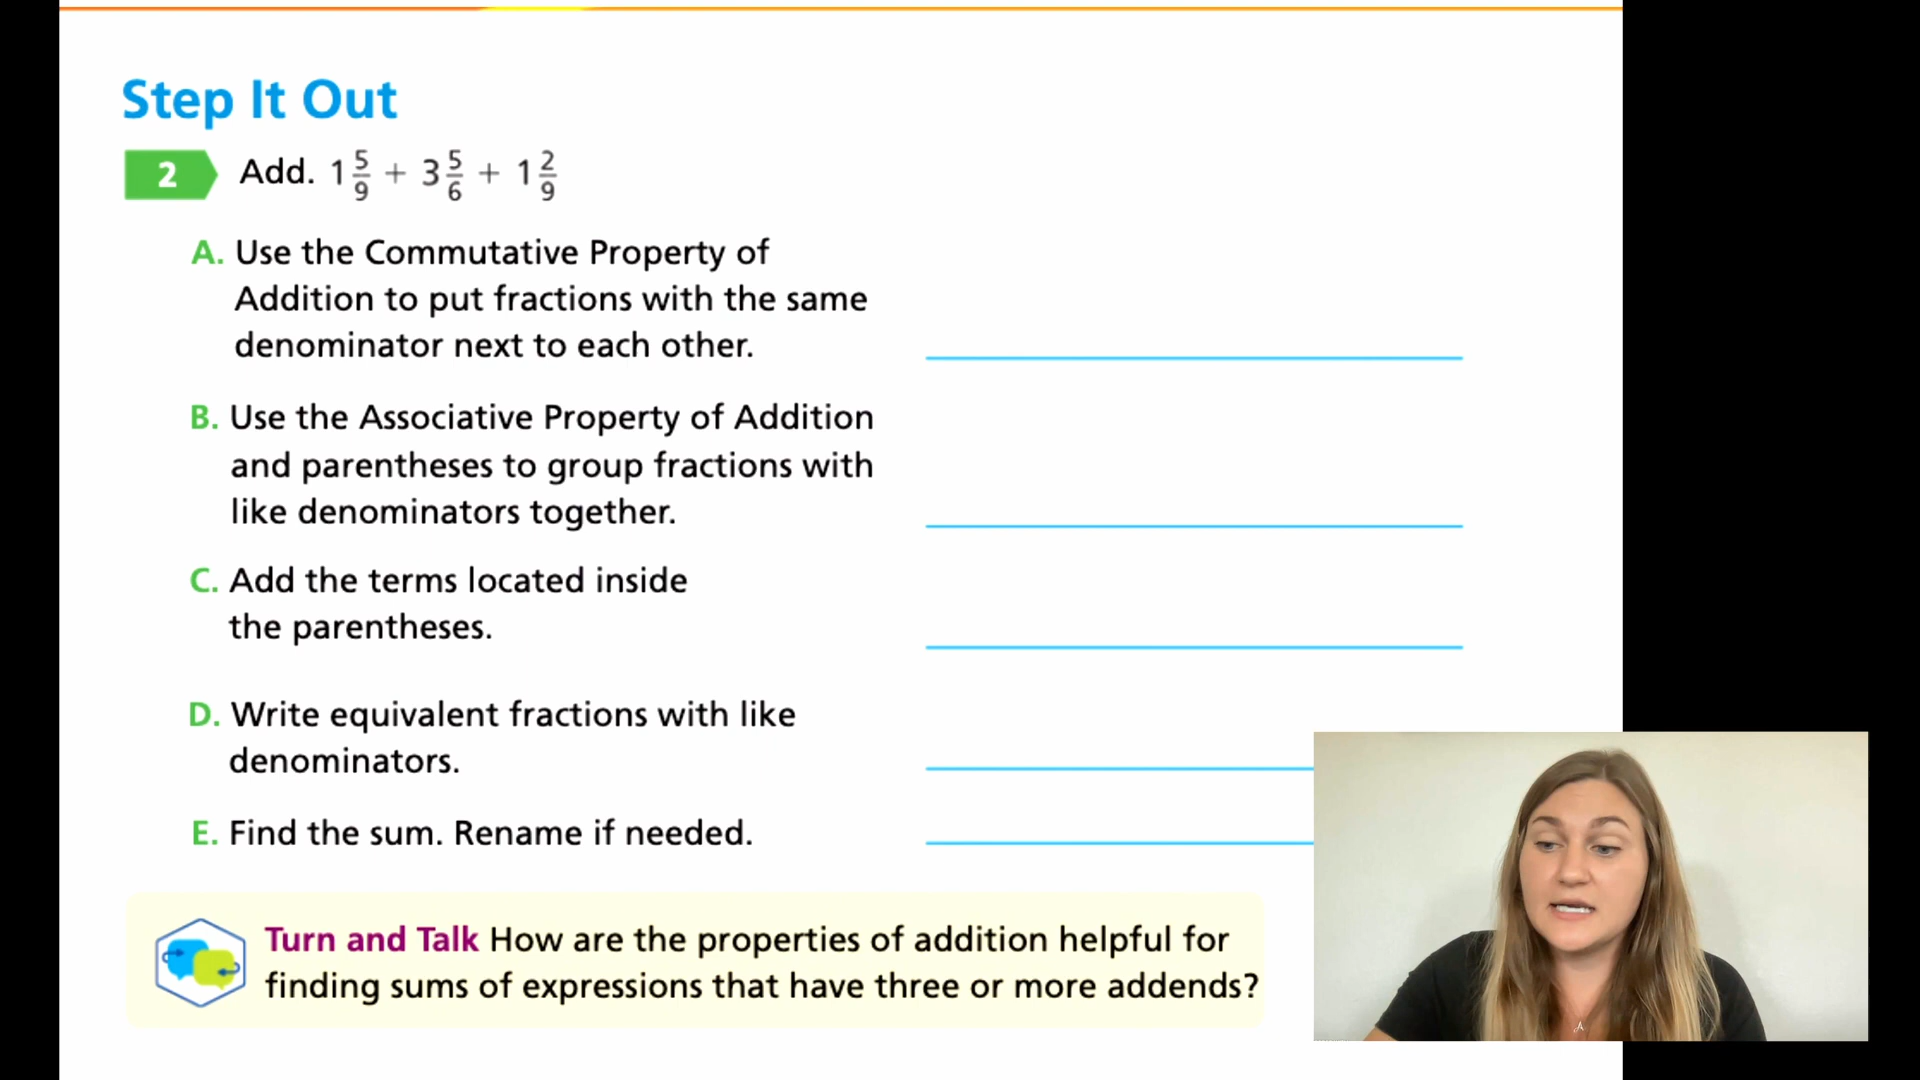 Step It Out
2 Add. 1 5/9 + 3 5/6 + 1 2/9
A. Use the Commutative Property of
Addition to put fractions with the same
denominator next to each other.
B. Use the Associative Property of Addition
and parentheses to group fractions with
like denominators together.
C. Add the terms located inside
the parentheses.
D. Write equivalent fractions with like
denominators.
E. Find the sum. Rename if needed.
Turn and Talk How are the properties of addition helpful for
finding sums of expressions that have three or more addends?